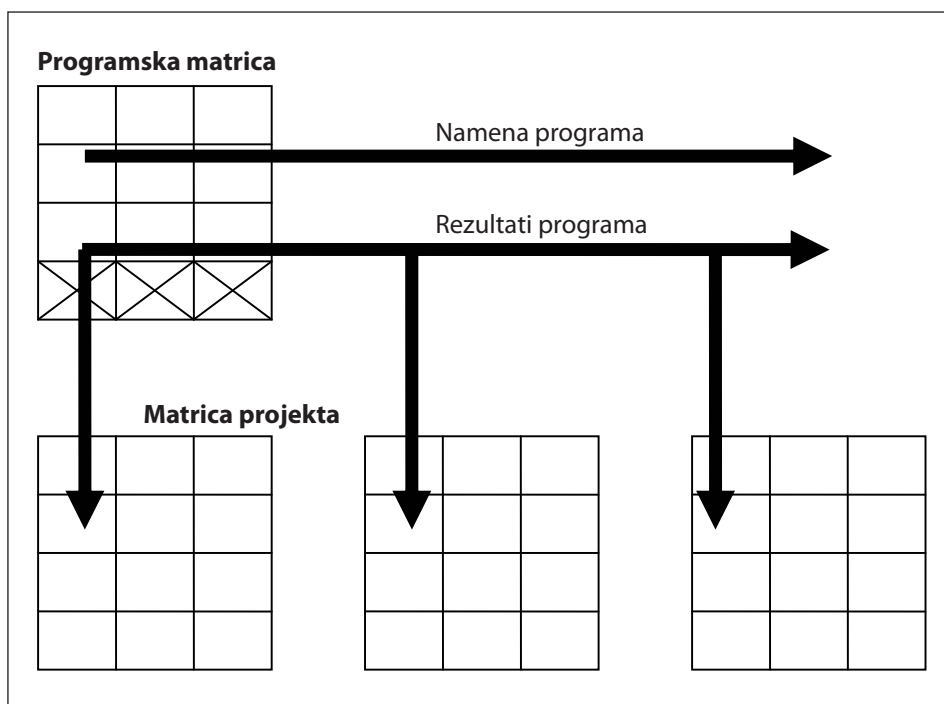 Programska matrica
Namena programa
Rezultati programa
Matrica projekta